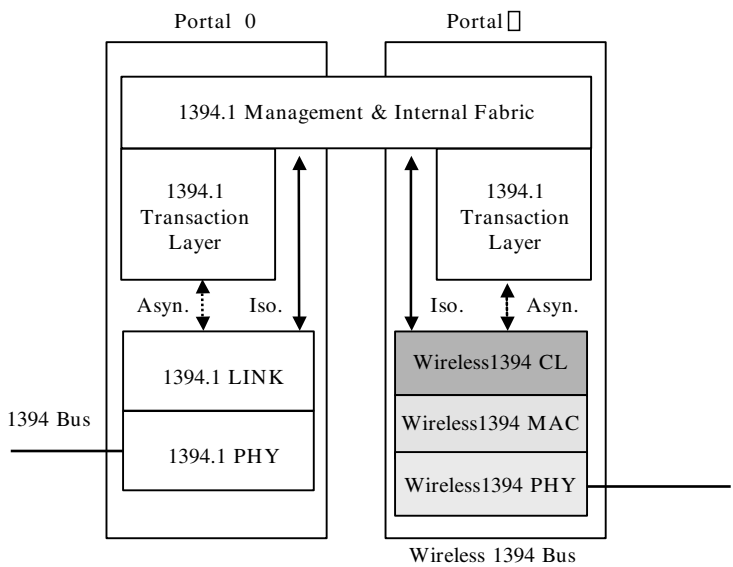 Portal 0
Portal
1394.1 Management & Internal Fabric
1394.1
Transaction
Layer
1394.1
Transaction
Layer
Asyn.
Iso.
Iso.
Asyn.
1394.1 LINK
Wireless1394 CL
1394 Bus
Wireless1394 MAC
1394.1 PHY
Wireless1394 PHY
Wireless 1394 Bus